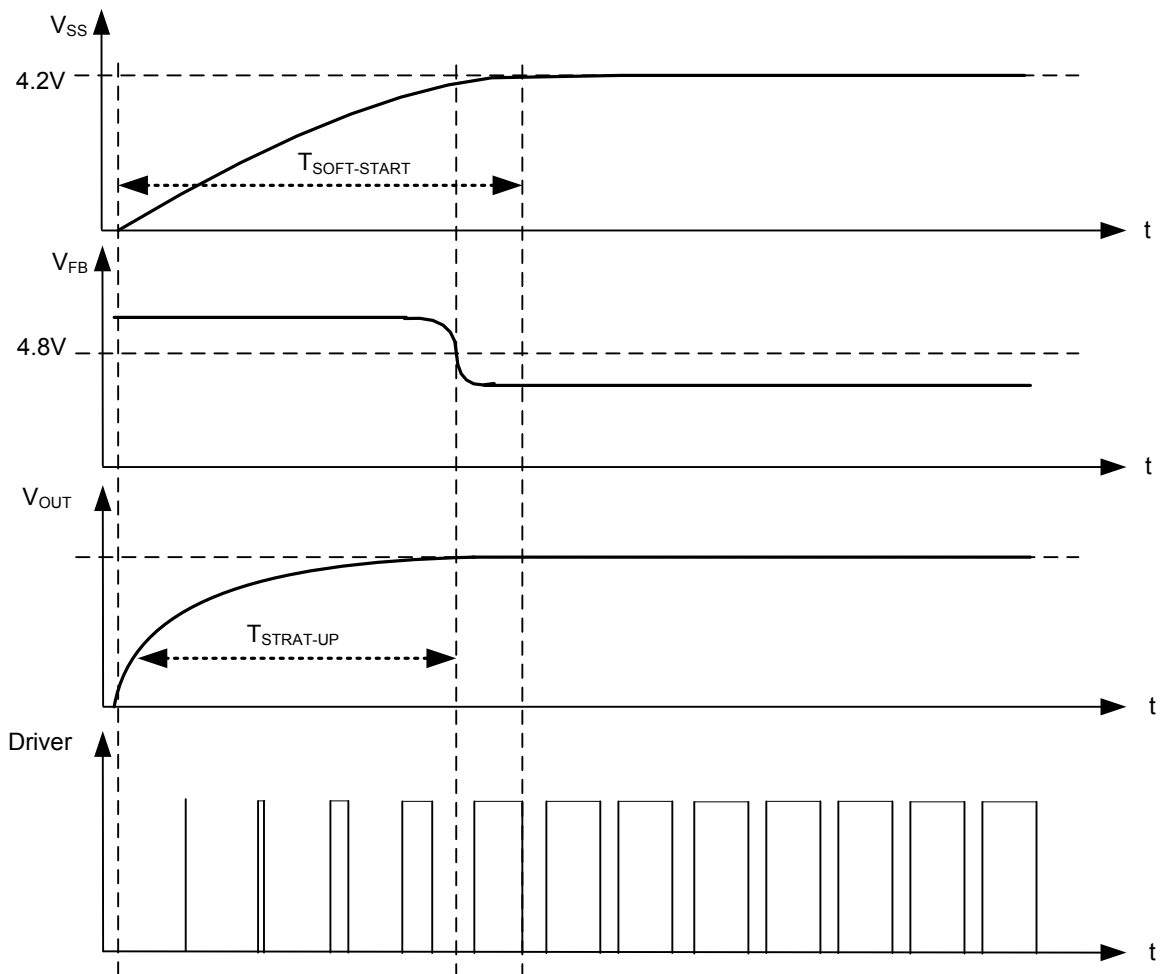 VSS
4.2V
TSOFT-START
t
VFB
4.8V
t
VOUT
TSTRAT-UP
t
Driver
t